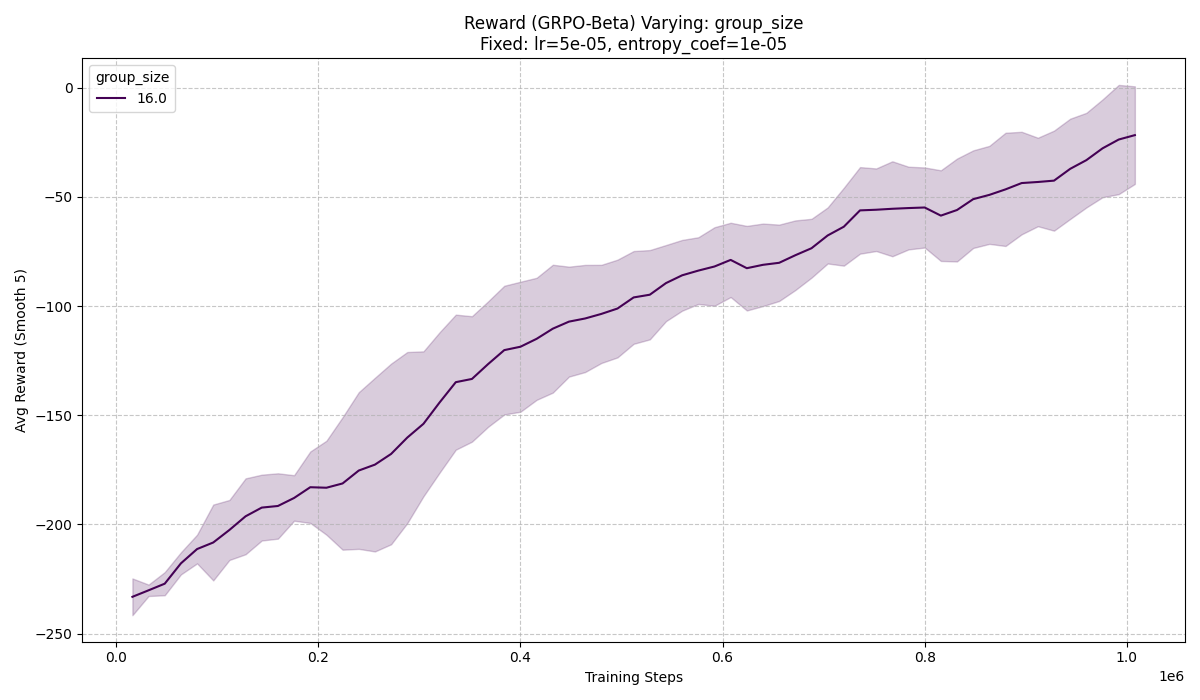 Reward (GRPO-Beta) Varying: group_size
Fixed: lr=5e-05, entropy_coef=1e-05
group_size
16.0
Avg Reward (Smooth 5)
0
−50
−100
−150
−200
−250
0.0 0.2 0.4 0.6 0.8 1.0
1e6
Training Steps